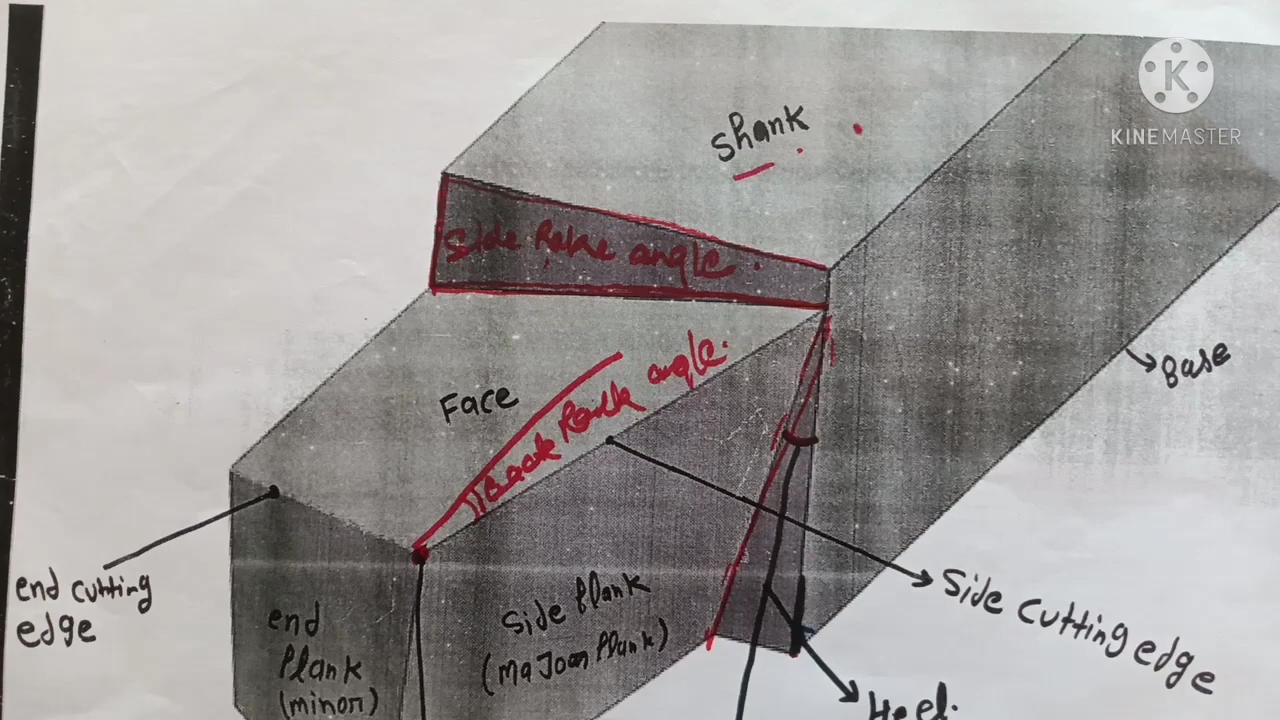 K
KINEMASTER
Shank
Side Rake angle.
Base
Face
Back Rack angle.
end cutting
edge
Side cutting edge
end
Plank
(minor)
Side Plank
(major Plank)
Heel.